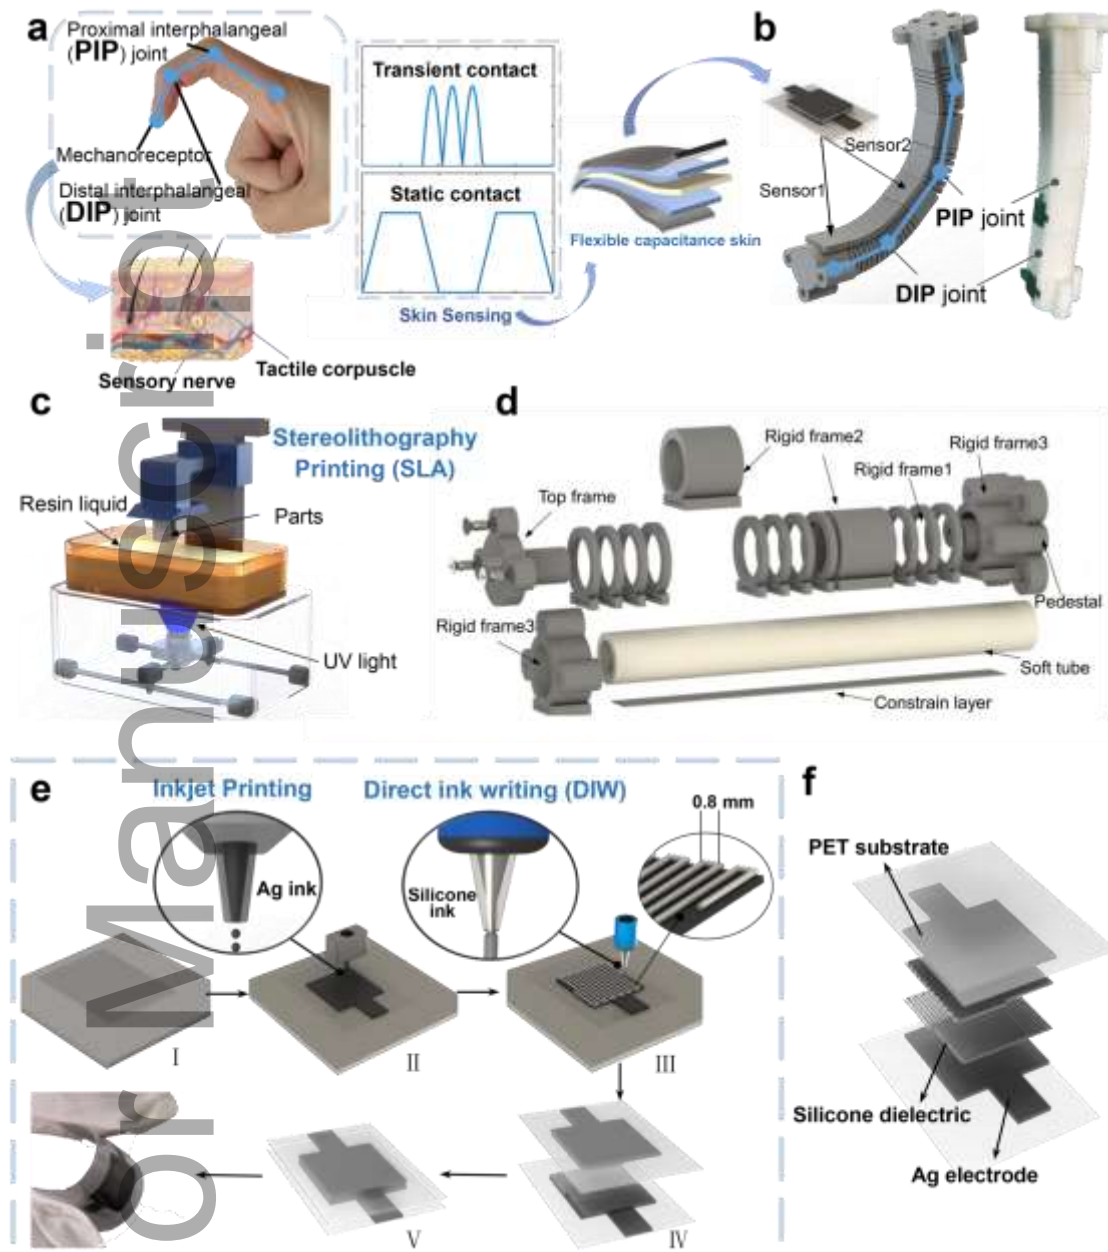 a
Proximal interphalangeal
(PIP) joint
Mechanoreceptor
Distal interphalangeal
(DIP) joint
Sensory nerve
Tactile corpuscle
Transient contact
Static contact
Skin Sensing
Flexible capacitance skin
b
Sensor2
Sensor1
PIP joint
DIP joint
c
Stereolithography
Printing (SLA)
Resin liquid
Parts
UV light
d
Rigid frame2
Rigid frame3
Rigid frame1
Top frame
Pedestal
Rigid frame3
Soft tube
Constrain layer
e
Inkjet Printing
Direct ink writing (DIW)
0.8 mm
Ag ink
Silicone
ink
I
II
III
V
IV
f
PET substrate
Silicone dielectric
Ag electrode
or Manuscript